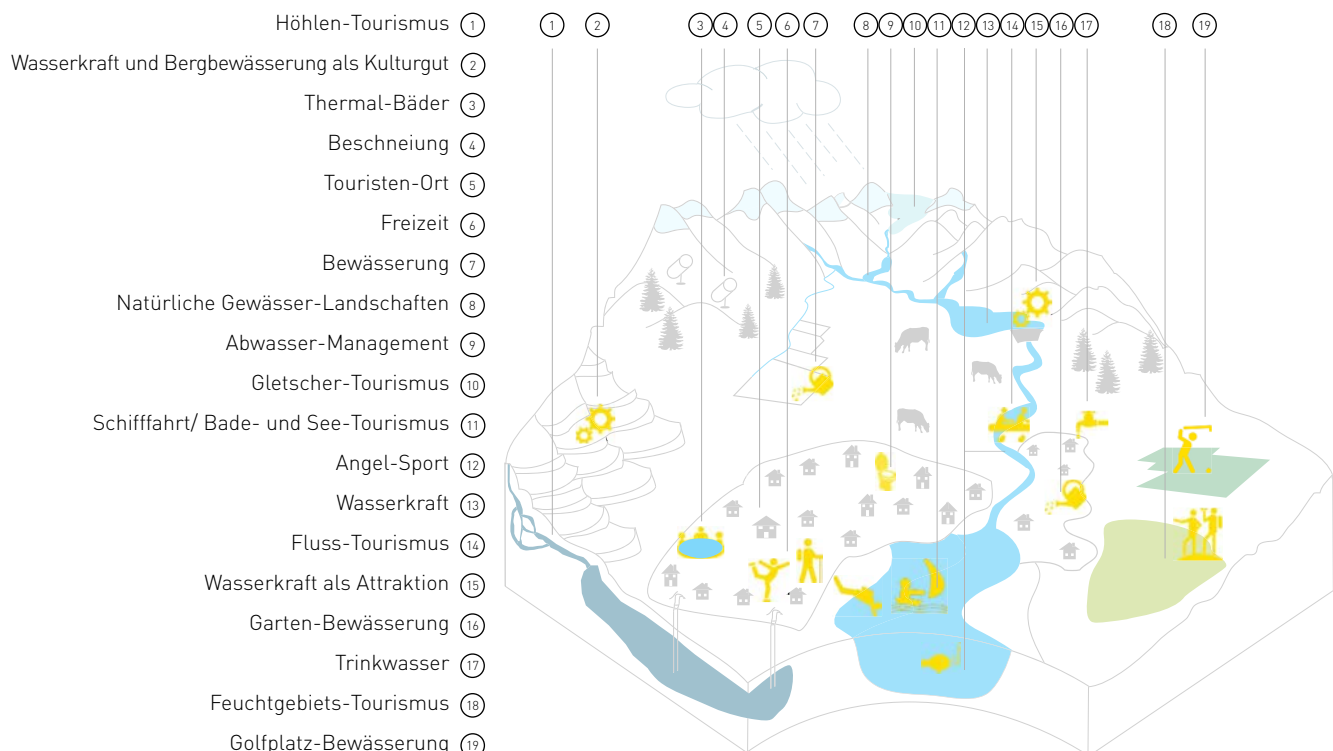 Höhlen-Tourismus 1 1 2 3 4 5 6 7 8 9 10 11 12 13 14 15 16 17 18 19
Wasserkraft und Bergbewässerung als Kulturgut 2
Thermal-Bäder 3
Beschneiung 4
Touristen-Ort 5
Freizeit 6
Bewässerung 7
Natürliche Gewässer-Landschaften 8
Abwasser-Management 9
Gletscher-Tourismus 10
Schifffahrt/ Bade- und See-Tourismus 11
Angel-Sport 12
Wasserkraft 13
Fluss-Tourismus 14
Wasserkraft als Attraktion 15
Garten-Bewässerung 16
Trinkwasser 17
Feuchtgebiets-Tourismus 18
Golfplatz-Bewässerung 19